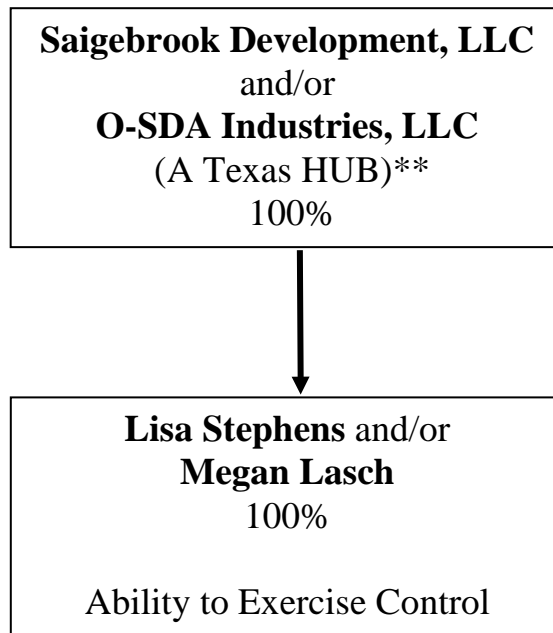 Saigebrook Development, LLC
and/or
O-SDA Industries, LLC
(A Texas HUB)**
100%
Lisa Stephens and/or
Megan Lasch
100%
Ability to Exercise Control